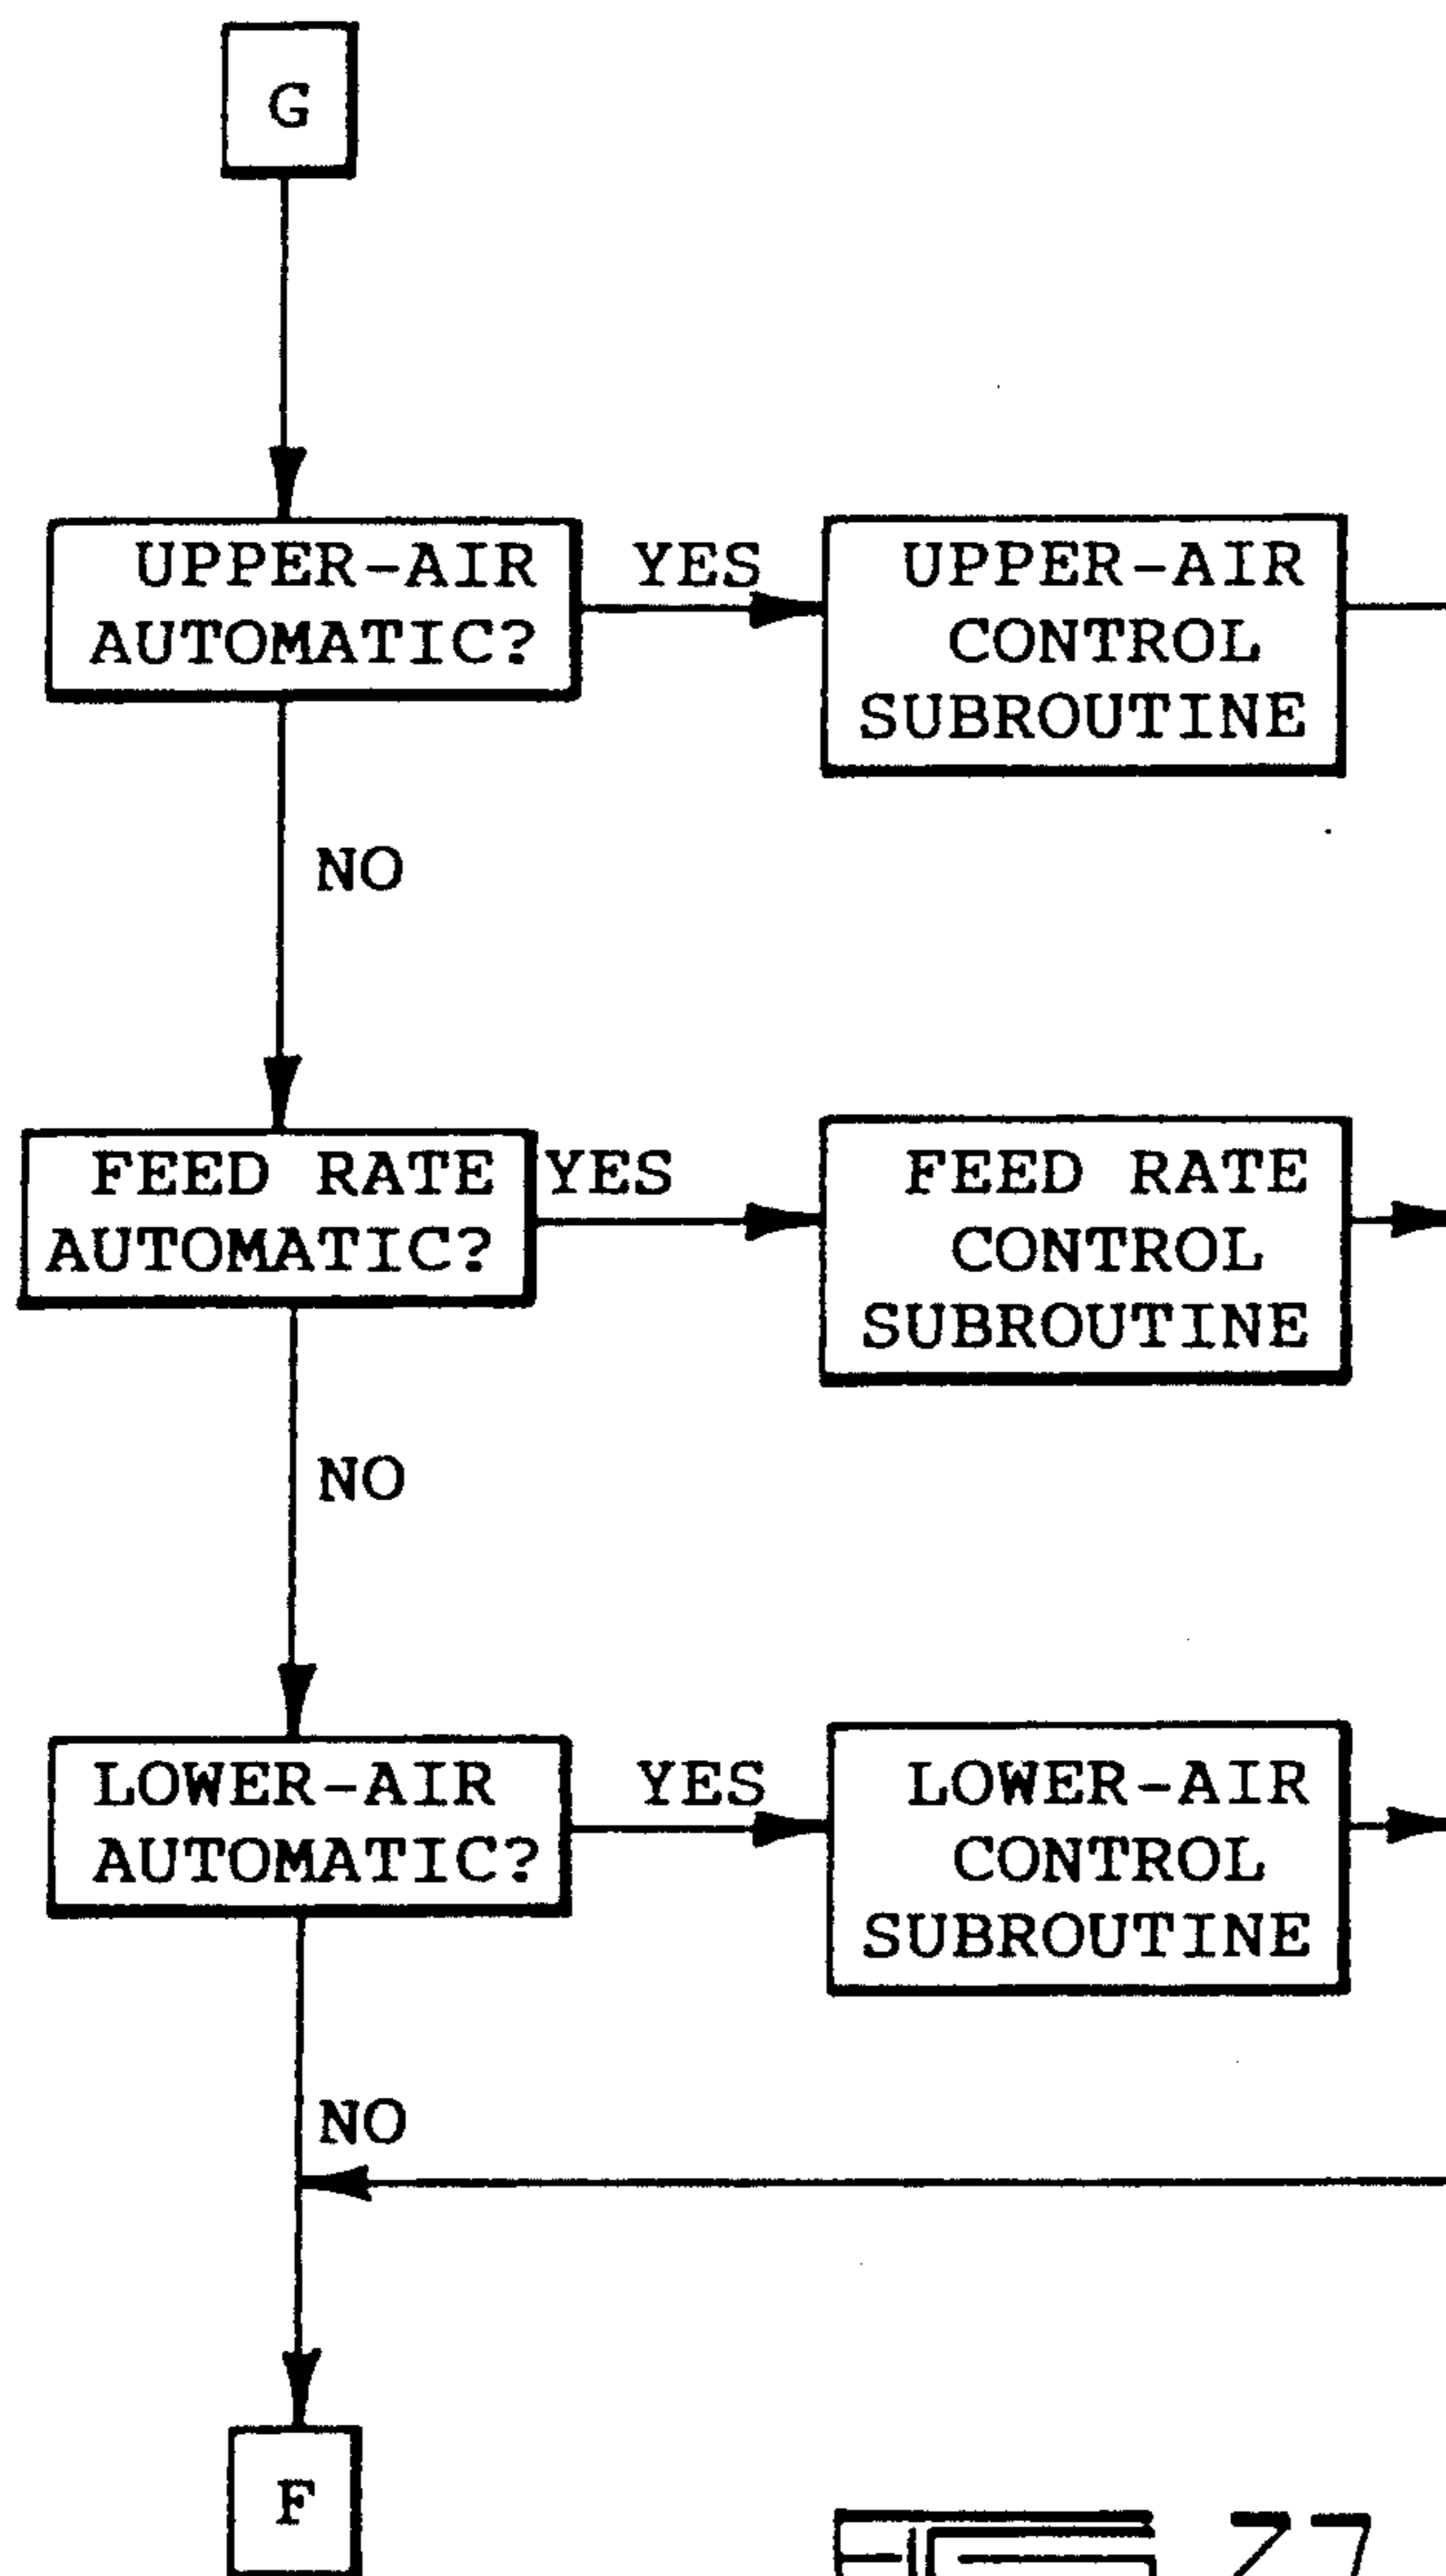 G
UPPER-AIR
AUTOMATIC?
YES
UPPER-AIR
CONTROL
SUBROUTINE
NO
FEED RATE
AUTOMATIC?
YES
FEED RATE
CONTROL
SUBROUTINE
NO
LOWER-AIR
AUTOMATIC?
YES
LOWER-AIR
CONTROL
SUBROUTINE
NO
F